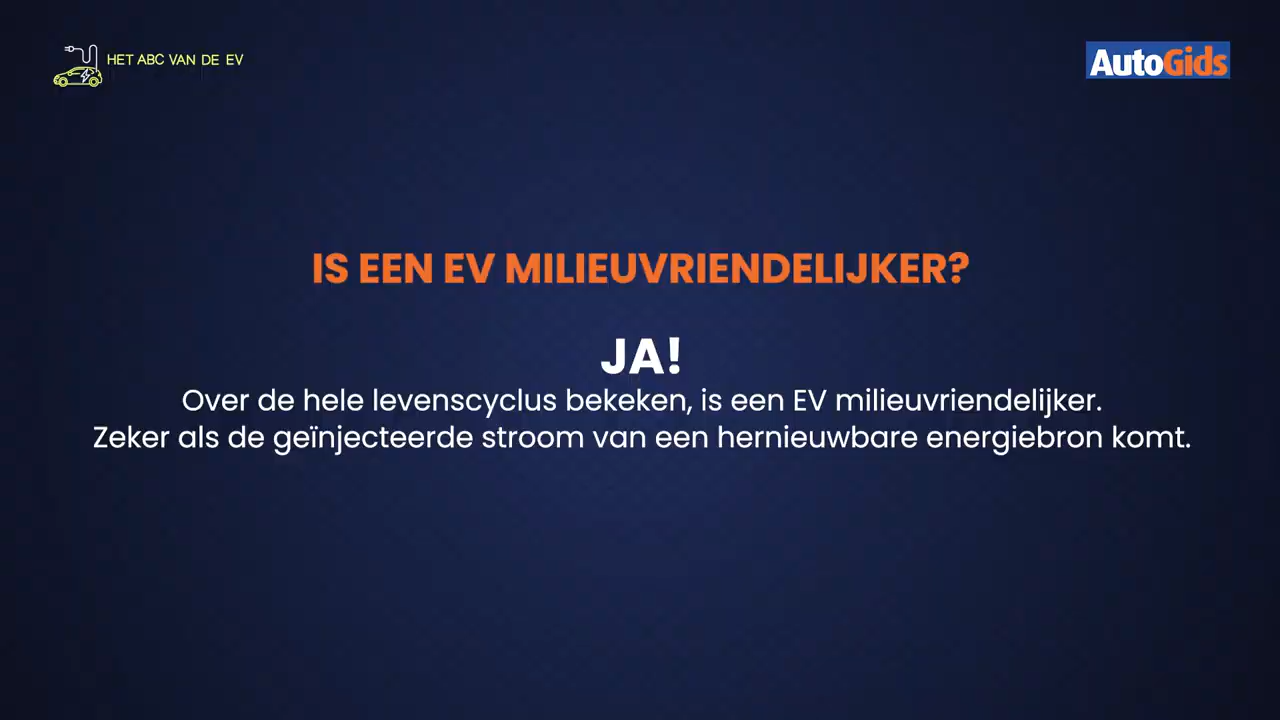 HET ABC VAN DE EV
AutoGids
IS EEN EV MILIEUVRIENDELIJKER?
JA!
Over de hele levenscyclus bekeken, is een EV milieuvriendelijker.
Zeker als de geïnjecteerde stroom van een hernieuwbare energiebron komt.